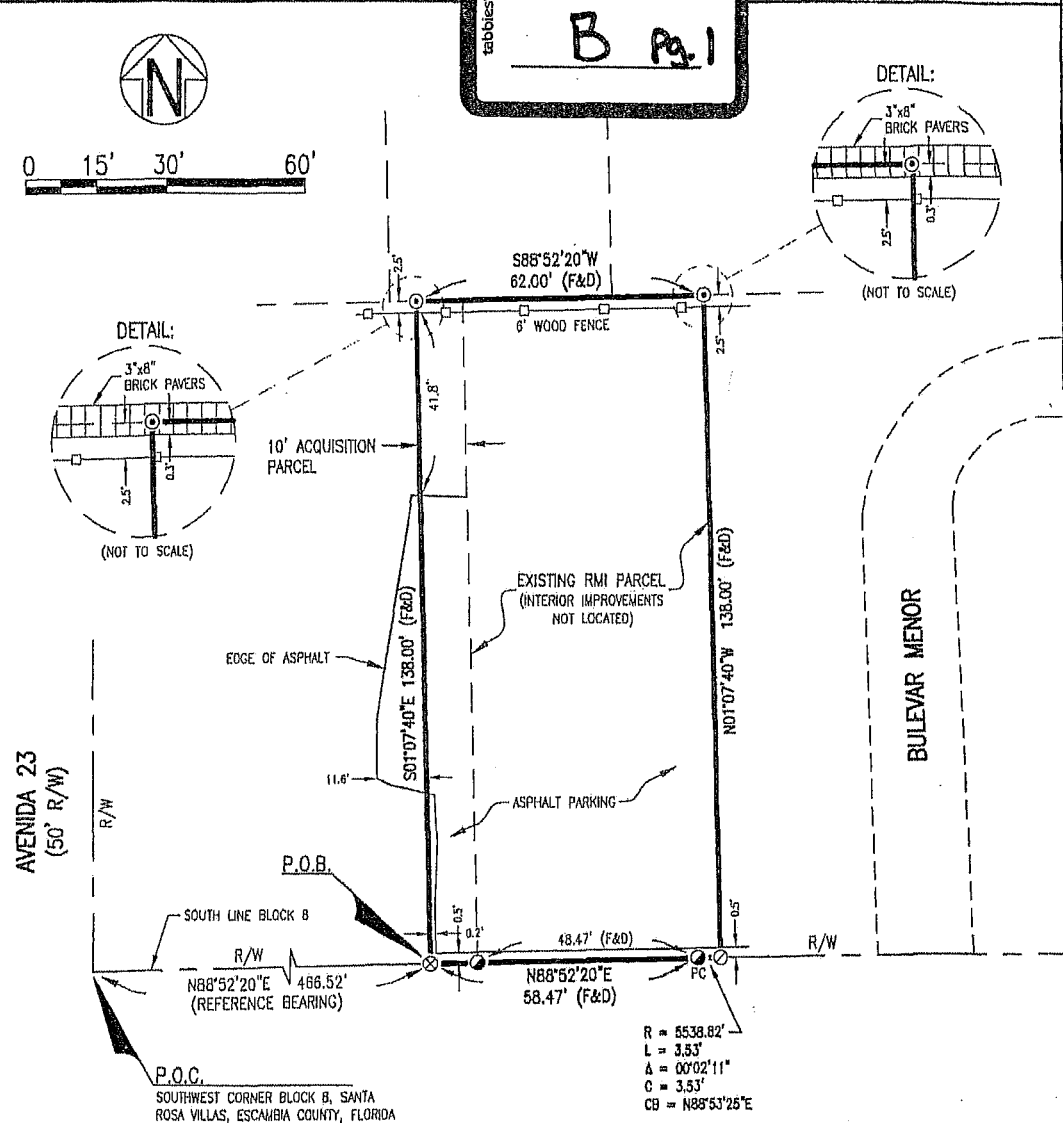 tabbies
B Pg.1
N
0 15' 30' 60'
DETAIL:
3"x8"
BRICK PAVERS
2.5'
0.3'
(NOT TO SCALE)
S88°52'20"W
62.00' (F&D)
2.5'
6' WOOD FENCE
2.5'
DETAIL:
3"x8"
BRICK PAVERS
2.5'
0.3'
(NOT TO SCALE)
41.8'
10' ACQUISITION
PARCEL
EXISTING RMI PARCEL
(INTERIOR IMPROVEMENTS
NOT LOCATED)
EDGE OF ASPHALT
S01°07'40"E 138.00' (F&D)
N01°07'40"W 138.00' (F&D)
BULEVAR MENOR
11.6'
ASPHALT PARKING
AVENIDA 23
(50' R/W)
R/W
P.O.B.
SOUTH LINE BLOCK 8
0.5'
0.2'
48.47' (F&D)
0.5'
R/W
R/W
N88°52'20"E 466.52'
(REFERENCE BEARING)
N88°52'20"E
58.47' (F&D)
PC
R = 5538.82'
L = 3.53'
Δ = 00°02'11"
C = 3.53'
CB = N88°53'25"E
P.O.C.
SOUTHWEST CORNER BLOCK 8, SANTA
ROSA VILLAS, ESCAMBIA COUNTY, FLORIDA